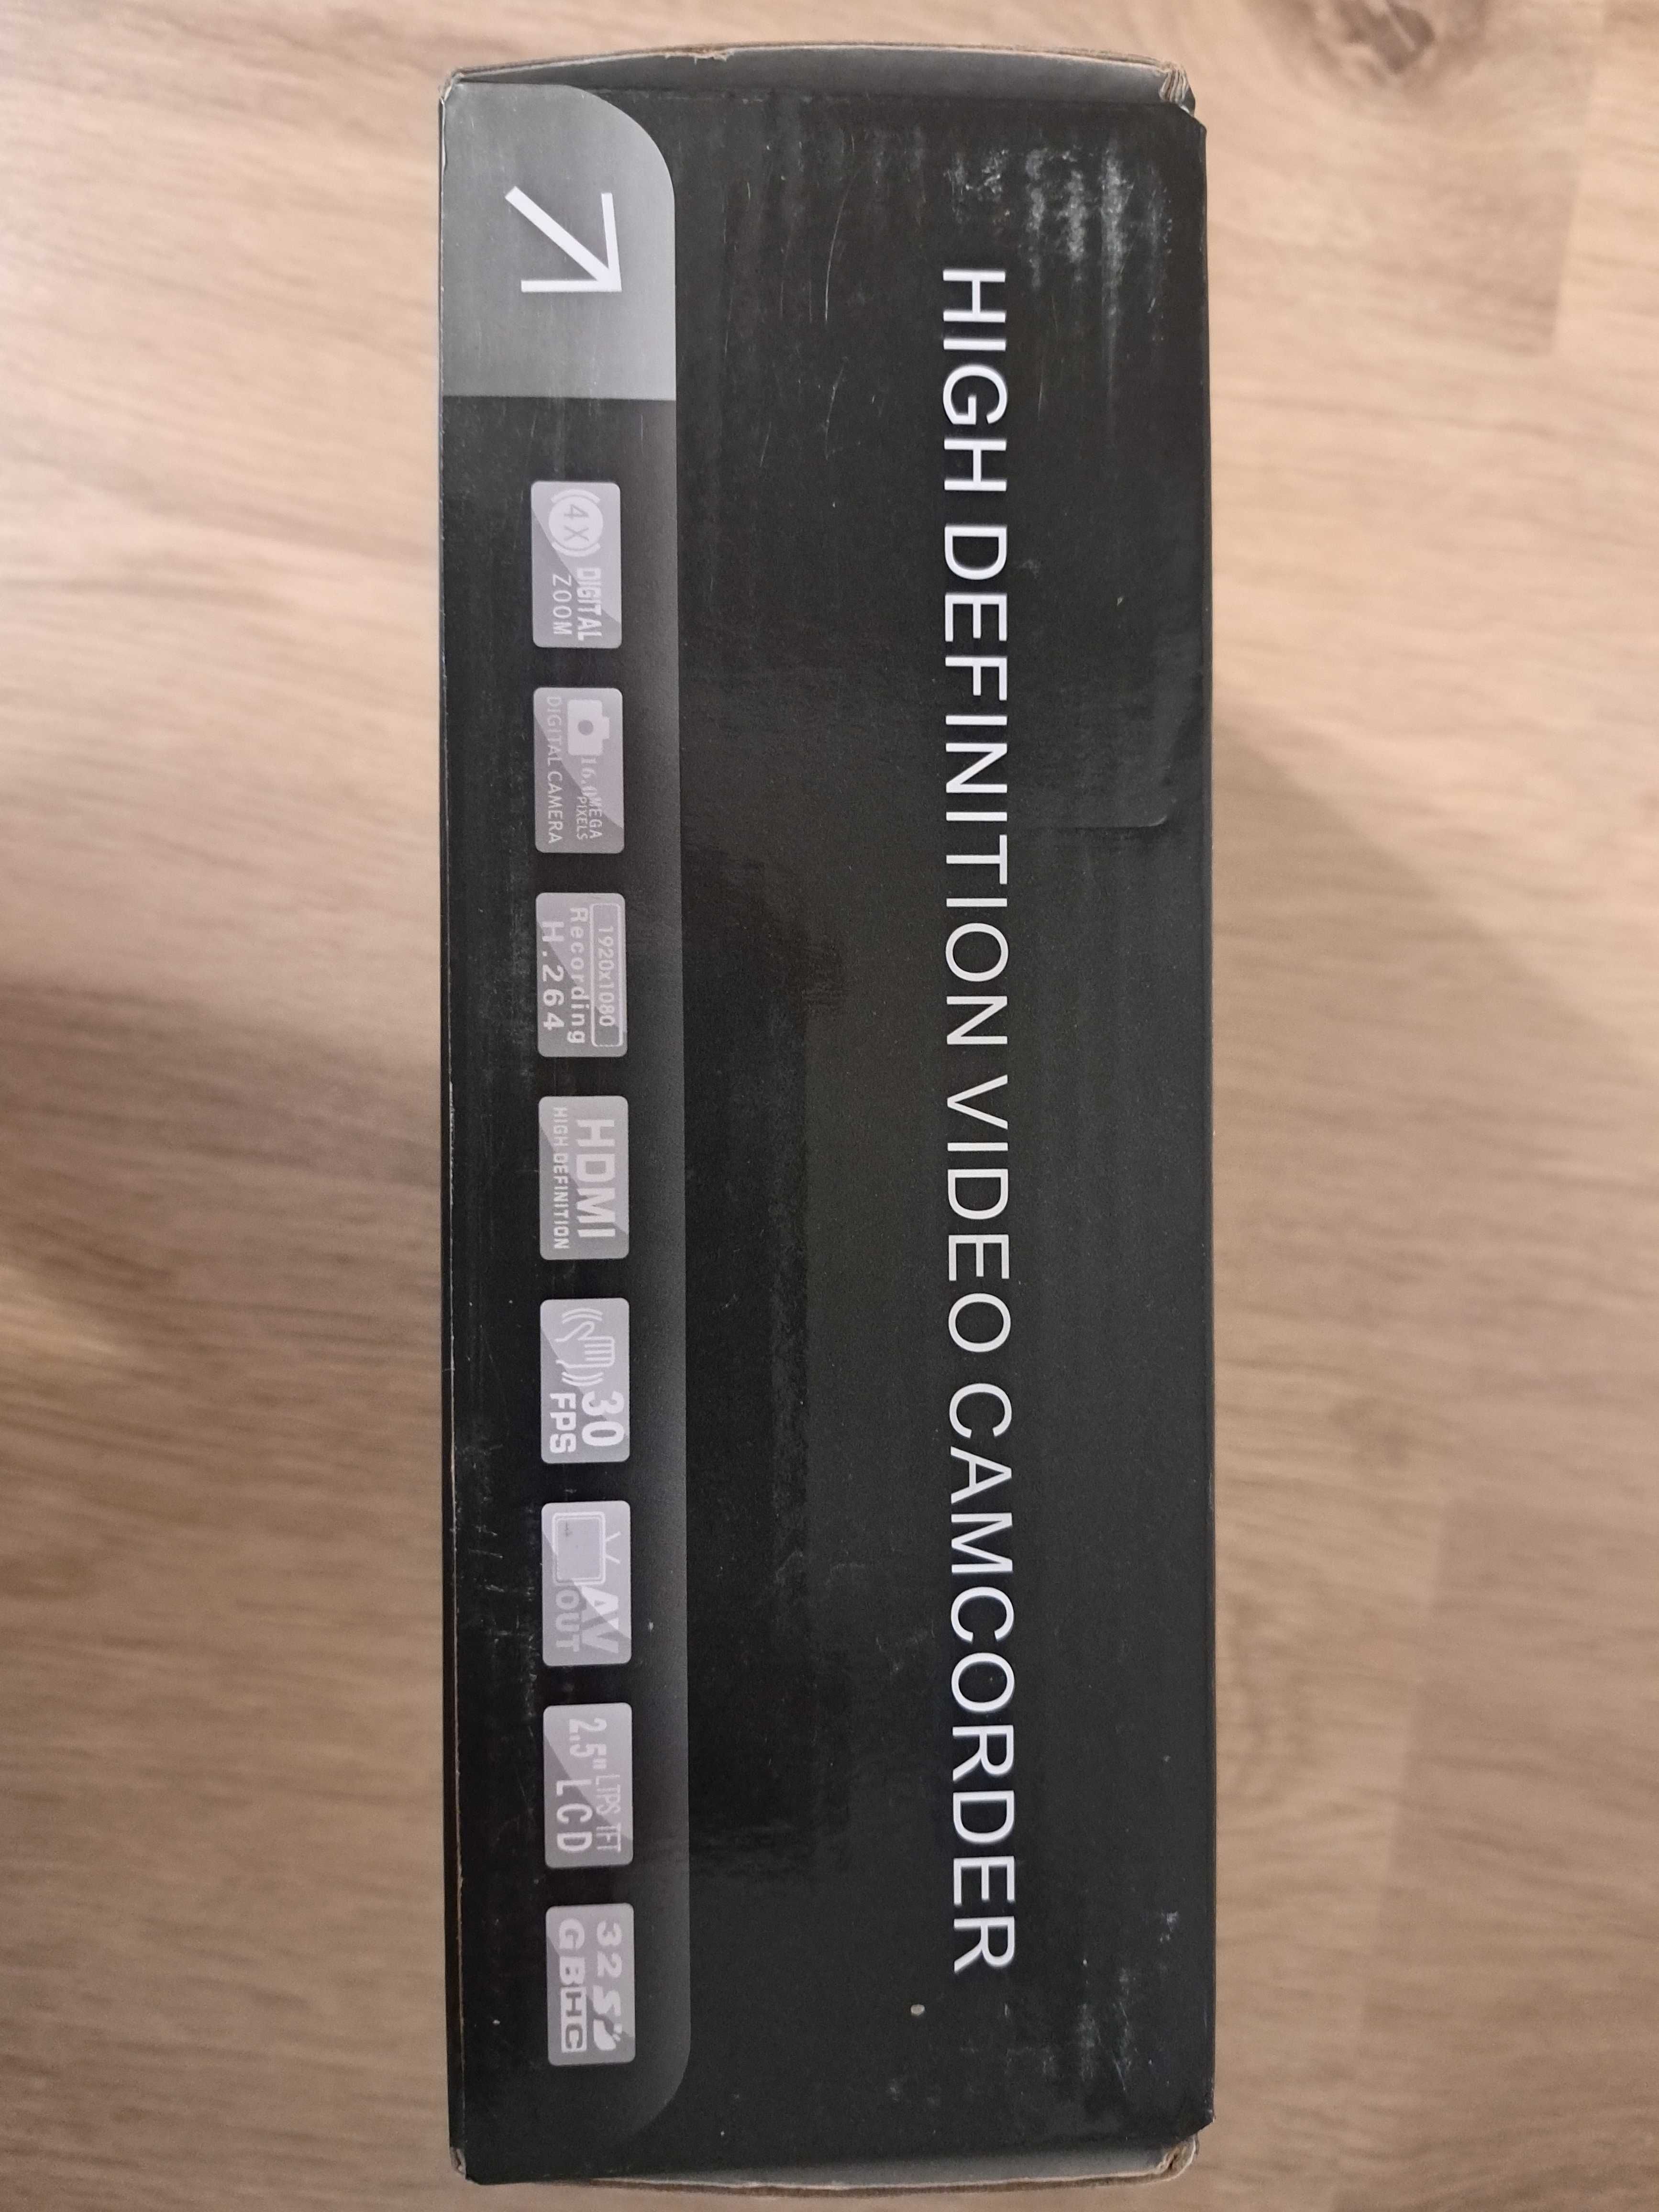 HIGH DEFINITION VIDEO CAMCORDER
4X DIGITAL
ZOOM
16.0 MEGA
PIXELS
DIGITAL CAMERA
1920x1080
Recording
H.264
HDMI
HIGH DEFINITION
30
FPS
AV
OUT
LTPS TFT
2.5" LCD
32 SD
GB HC